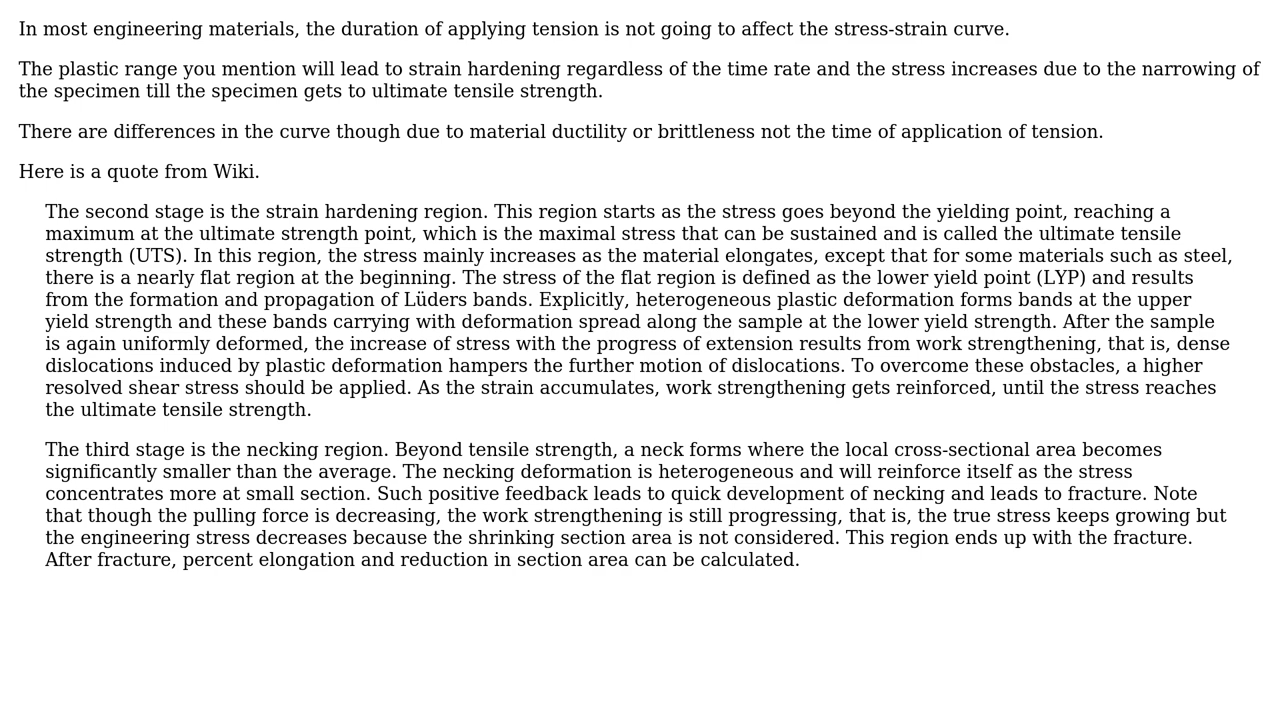 In most engineering materials, the duration of applying tension is not going to affect the stress-strain curve.
The plastic range you mention will lead to strain hardening regardless of the time rate and the stress increases due to the narrowing of
the specimen till the specimen gets to ultimate tensile strength.
There are differences in the curve though due to material ductility or brittleness not the time of application of tension.
Here is a quote from Wiki.
The second stage is the strain hardening region. This region starts as the stress goes beyond the yielding point, reaching a
maximum at the ultimate strength point, which is the maximal stress that can be sustained and is called the ultimate tensile
strength (UTS). In this region, the stress mainly increases as the material elongates, except that for some materials such as steel,
there is a nearly flat region at the beginning. The stress of the flat region is defined as the lower yield point (LYP) and results
from the formation and propagation of Lüders bands. Explicitly, heterogeneous plastic deformation forms bands at the upper
yield strength and these bands carrying with deformation spread along the sample at the lower yield strength. After the sample
is again uniformly deformed, the increase of stress with the progress of extension results from work strengthening, that is, dense
dislocations induced by plastic deformation hampers the further motion of dislocations. To overcome these obstacles, a higher
resolved shear stress should be applied. As the strain accumulates, work strengthening gets reinforced, until the stress reaches
the ultimate tensile strength.
The third stage is the necking region. Beyond tensile strength, a neck forms where the local cross-sectional area becomes
significantly smaller than the average. The necking deformation is heterogeneous and will reinforce itself as the stress
concentrates more at small section. Such positive feedback leads to quick development of necking and leads to fracture. Note
that though the pulling force is decreasing, the work strengthening is still progressing, that is, the true stress keeps growing but
the engineering stress decreases because the shrinking section area is not considered. This region ends up with the fracture.
After fracture, percent elongation and reduction in section area can be calculated.